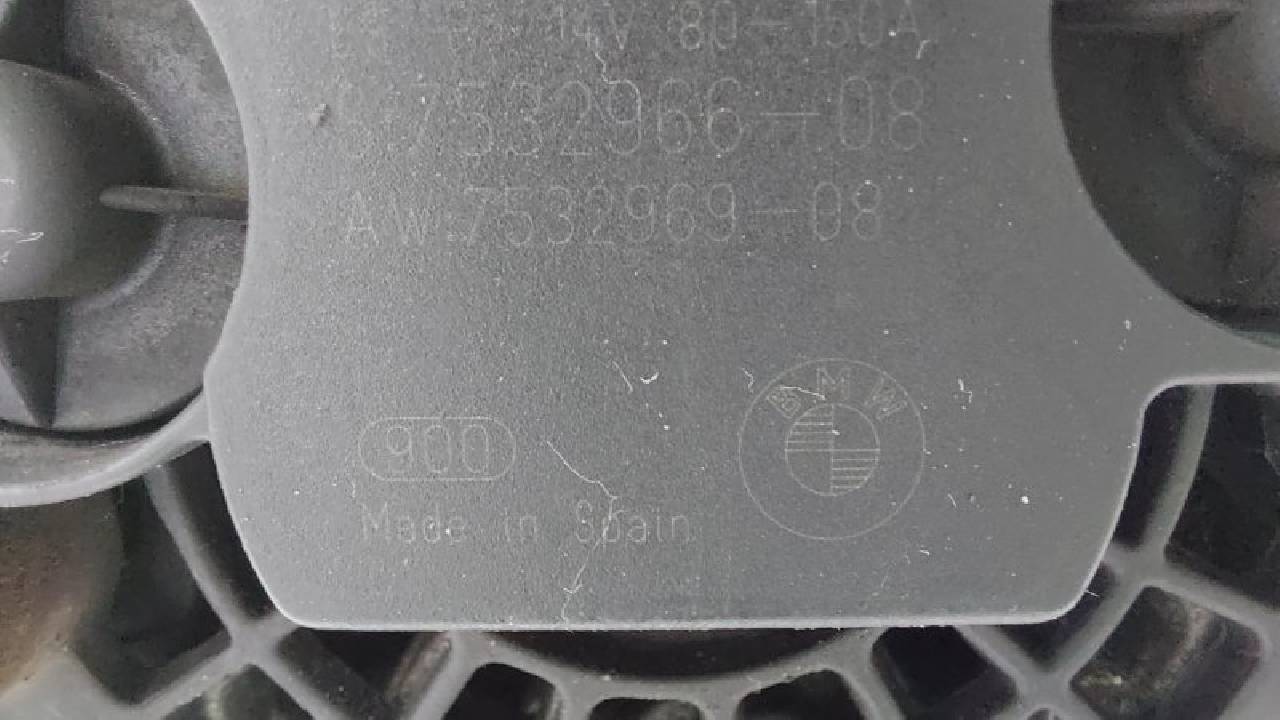 14V 80-150A
S.7532966-08
AW.7532969-08
BMW
900
Made in Spain